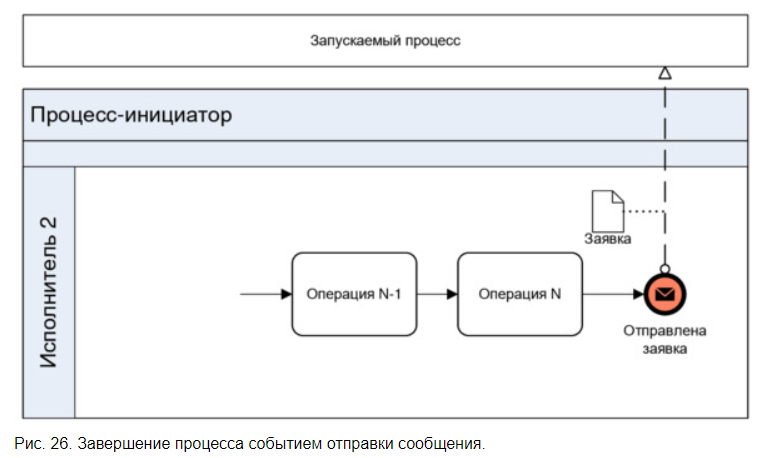 Запускаемый процесс
Процесс-инициатор
Исполнитель 2
Заявка
Операция N-1
Операция N
Отправлена
заявка
Рис. 26. Завершение процесса событием отправки сообщения.